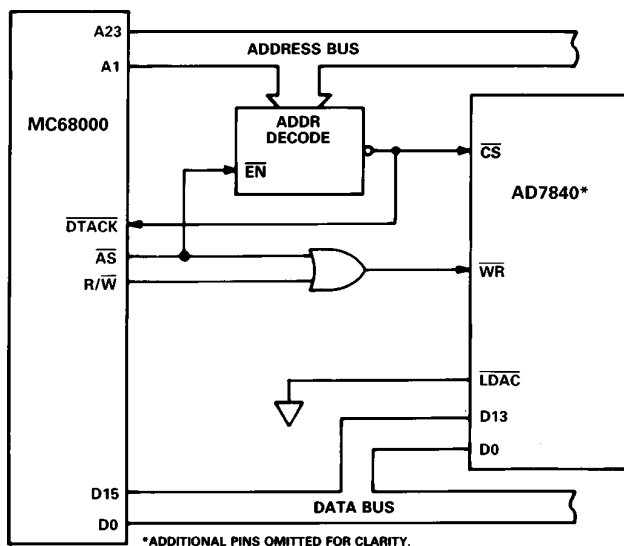 A23
ADDRESS BUS
A1
MC68000
ADDR
DECODE
EN
CS
AD7840*
DTACK
AS
R/W
WR
LDAC
D13
D0
D15
DATA BUS
D0
*ADDITIONAL PINS OMITTED FOR CLARITY.